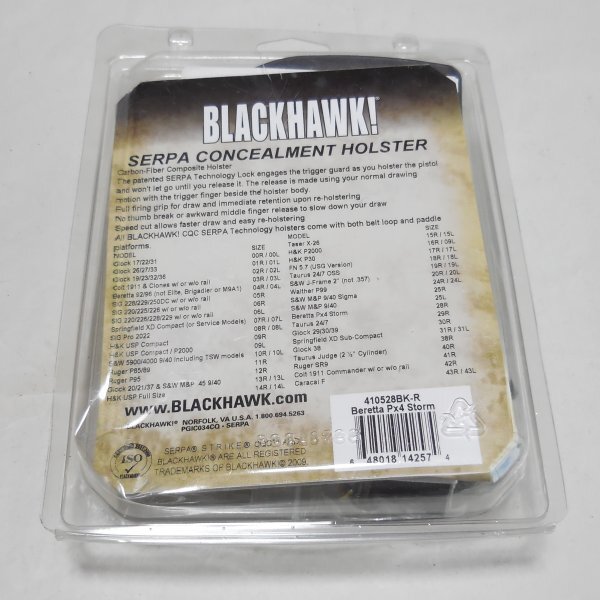 BLACKHAWK!
SERPA CONCEALMENT HOLSTER
Carbon-Fiber Composite Holster
The patented SERPA Technology Lock engages the trigger guard as you holster the pistol
and won't let go until you release it. The release is made using your normal drawing
motion with the trigger finger beside the holster body.
Full firing grip for draw and immediate retention upon re-holstering
No thumb break or awkward middle finger release to slow down your draw
Speed cut allows faster draw and easy re-holstering
All BLACKHAWK! CQC SERPA Technology holsters come with both belt loop and paddle
platforms.
MODEL SIZE
Glock 17/22/31 00R / 00L
Glock 26/27/33 01R / 01L
Glock 19/23/32/36 02R / 02L
Colt 1911 & Clones w/ or w/o rail 03R / 03L
Beretta 92/96 (not Elite, Brigadier or M9A1) 04R / 04L
SIG 228/229/250DC w/ or w/o rail 05R
SIG 220/225/226 w/ or w/o rail 06R
SIG 220/226/228/229 w/ or w/o rail 06L
Springfield XD Compact (or Service Models) 07R / 07L
SIG Pro 2022 08R / 08L
H&K USP Compact 09R
H&K USP Compact / P2000 09L
S&W 5900/4000 9/40 Including TSW models 10R / 10L
Ruger P85/89 11R
Ruger P95 12R
Glock 20/21/37 & S&W M&P .45 9/40 13R / 13L
H&K USP Full Size 14R / 14L
MODEL SIZE
Taser X-26 15R / 15L
H&K P2000 16R / 09L
H&K P30 17R / 17L
FN 5.7 (USG Version) 18R / 18L
Taurus 24/7 OSS 19R / 19L
S&W J-Frame 2" (not .357) 20R / 20L
Walther P99 24R / 24L
S&W M&P 9/40 Sigma 25R
S&W M&P 9/40 25L
Beretta Px4 Storm 28R
Taurus 24/7 29R
Glock 29/30/39 30R
Springfield XD Sub-Compact 31R / 31L
Glock 38 38R
Taurus Judge (2 ½" Cylinder) 40R
Ruger SR9 41R
Colt 1911 Commander w/ or w/o rail 42R
Caracal F 43R / 43L
www.BLACKHAWK.com
BLACKHAWK!® NORFOLK, VA U.S.A. 1.800.694.5263
PGIC034CO - SERPA
410528BK-R
Beretta Px4 Storm
6 48018 14257 4
ISO
TRADEMARKS OF BLACKHAWK! © 2009.
BLACKHAWK!® ARE ALL REGISTERED